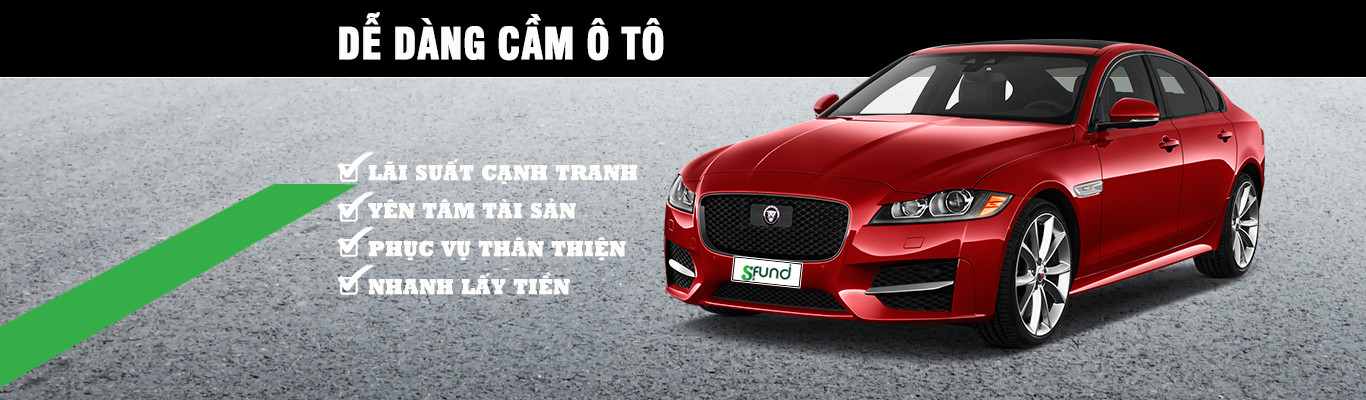 DỄ DÀNG CẦM Ô TÔ
LÃI SUẤT CẠNH TRANH
YÊN TÂM TÀI SẢN
PHỤC VỤ THÂN THIỆN
NHANH LẤY TIỀN
S.Fund